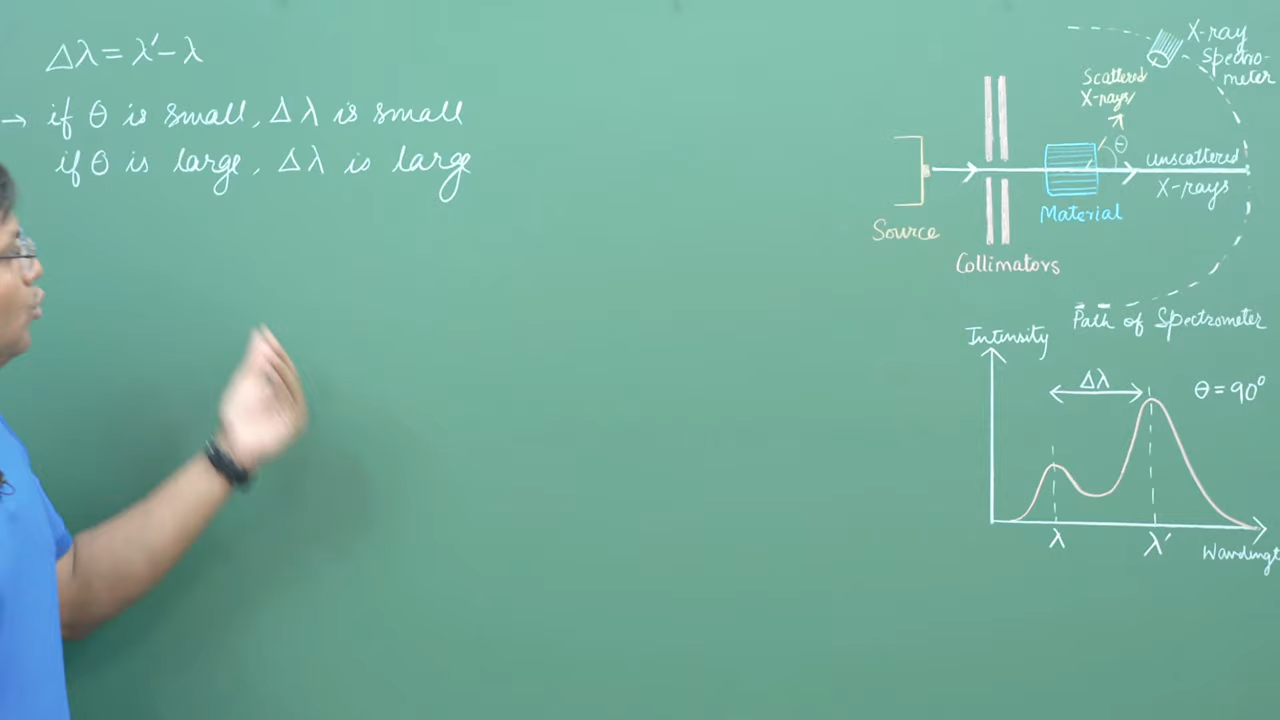 Δλ = λ' - λ
→ if θ is small, Δλ is small
if θ is large, Δλ is large
X-ray
Spectro-
meter
Scattered
X-rays
θ
unscattered
X-rays
Material
Source
Collimators
Path of Spectrometer
Intensity
Δλ
θ = 90°
λ
λ'